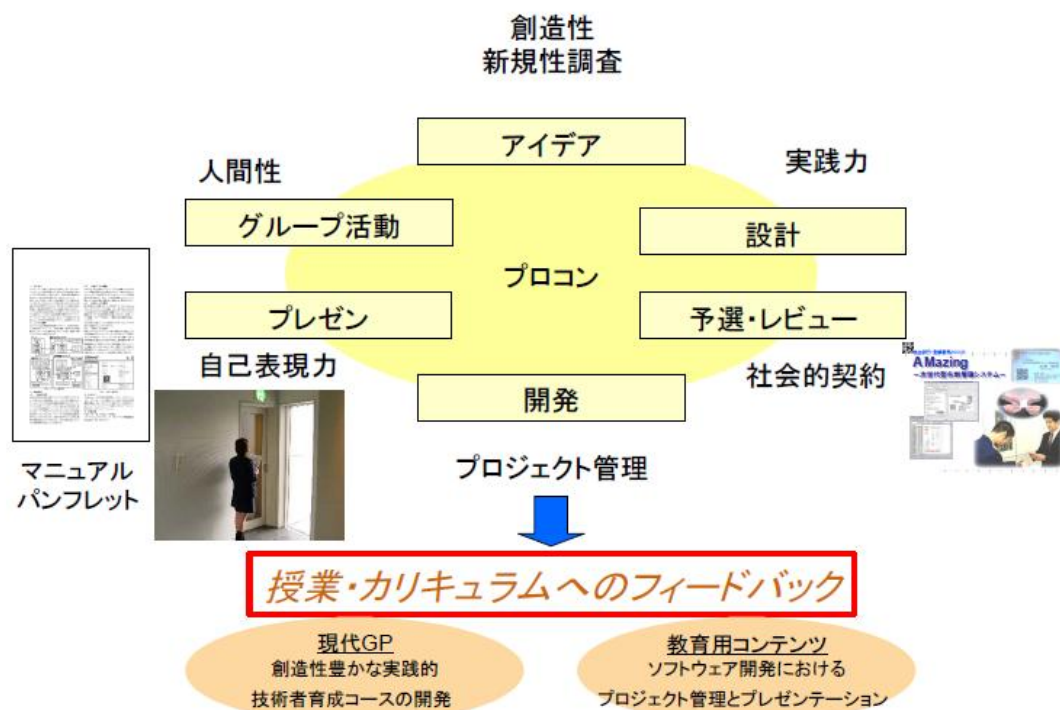 創造性
新規性調査
アイデア
人間性
実践力
グループ活動
設計
プロコン
プレゼン
予選・レビュー
自己表現力
社会的契約
開発
AMazing
マニュアル
パンフレット
プロジェクト管理
授業・カリキュラムへのフィードバック
現代GP
創造性豊かな実践的
技術者育成コースの開発
教育用コンテンツ
ソフトウェア開発における
プロジェクト管理とプレゼンテーション